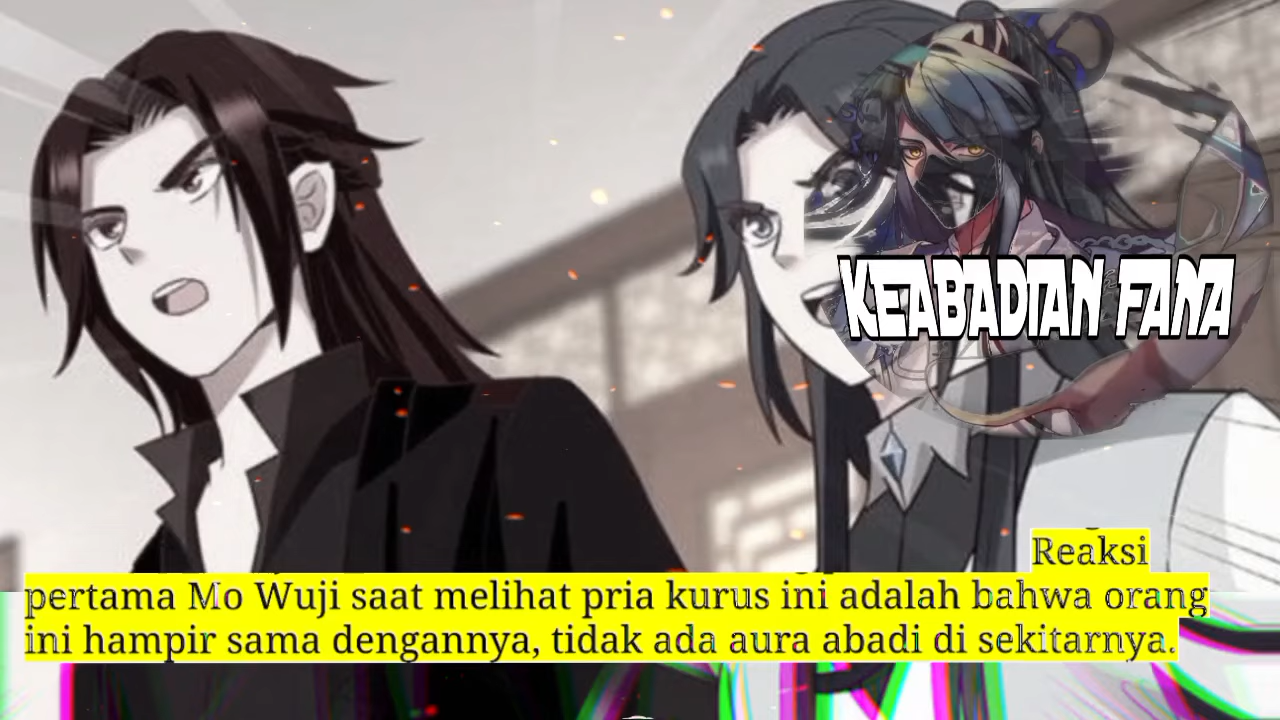 KEABADIAN FANA
Reaksi
pertama Mo Wuji saat melihat pria kurus ini adalah bahwa orang
ini hampir sama dengannya, tidak ada aura abadi di sekitarnya.